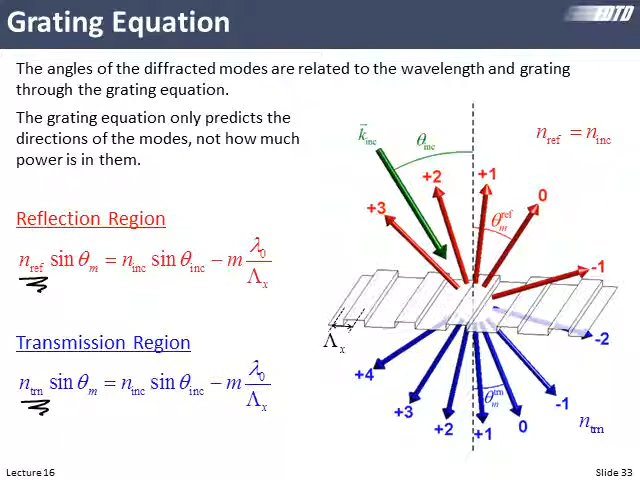 Grating Equation
FDTD
The angles of the diffracted modes are related to the wavelength and grating
through the grating equation.
The grating equation only predicts the
directions of the modes, not how much
power is in them.
Reflection Region
n_ref sin θ_m = n_inc sin θ_inc − m λ_0/Λ_x
Transmission Region
n_trn sin θ_m = n_inc sin θ_inc − m λ_0/Λ_x
k⃗_inc
θ_inc
n_ref = n_inc
+3
+2
+1
0
θ_m^ref
-1
Λ_x
-2
+4
+3
+2
+1
θ_m^trn
0
-1
n_trn
Lecture 16
Slide 33